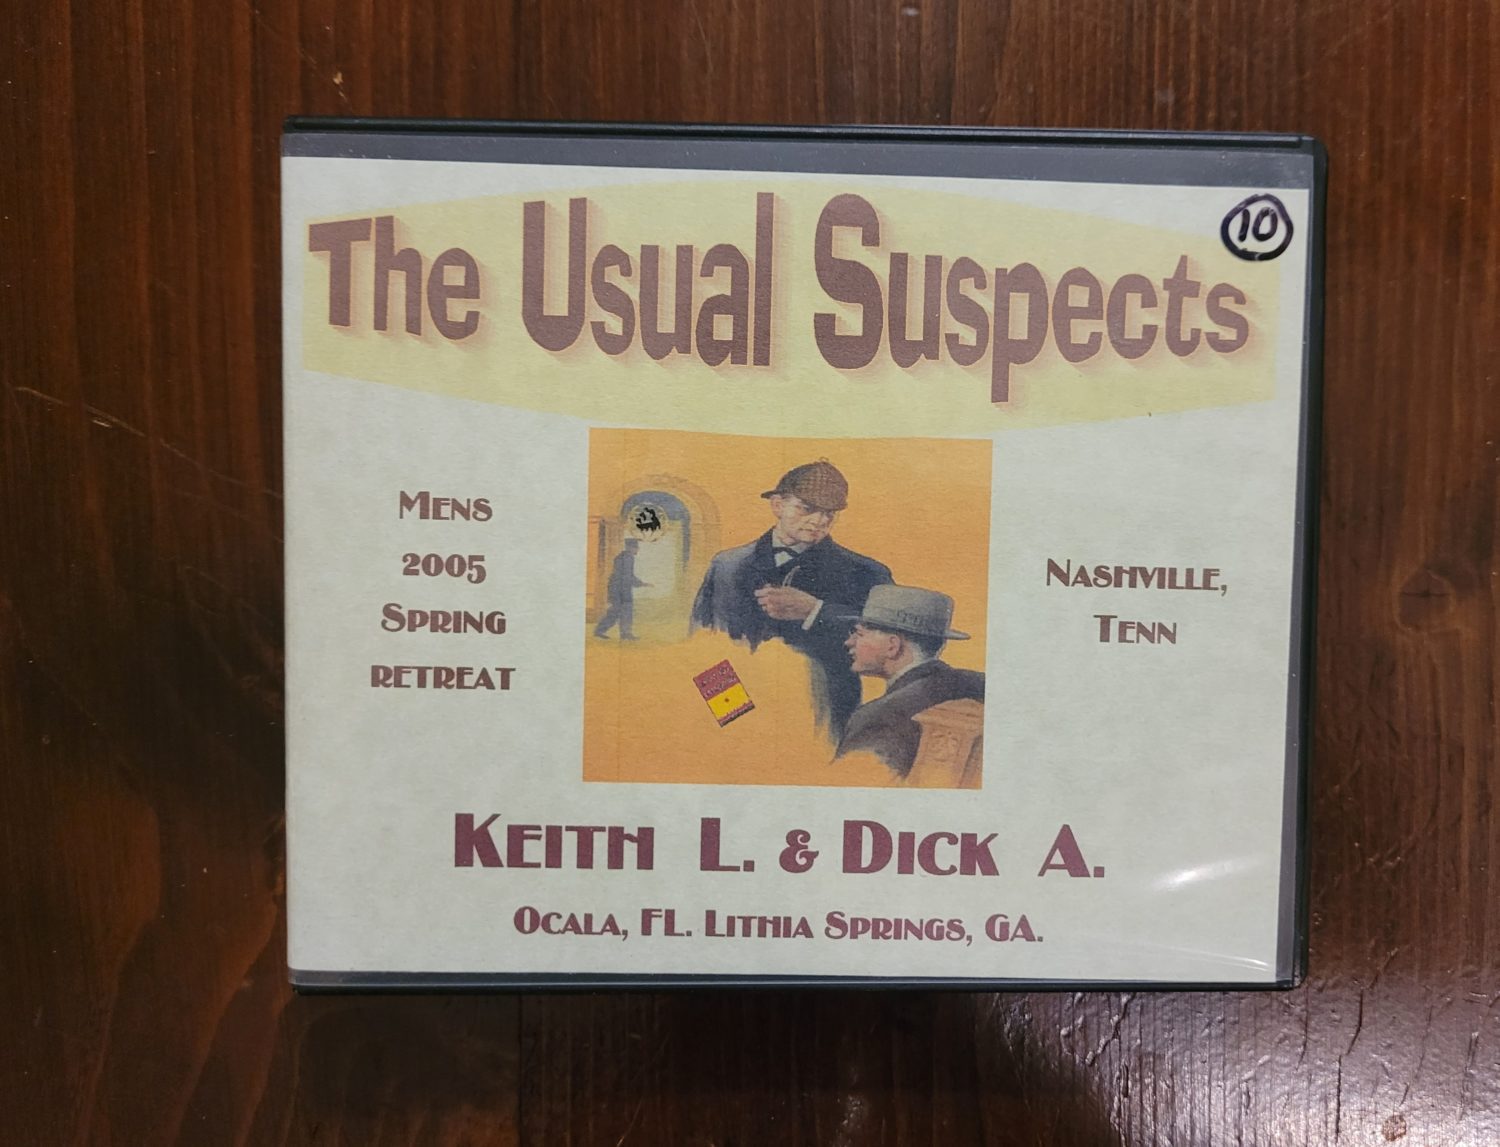 The Usual Suspects
10
Mens
2005
Spring
retreat
Nashville,
Tenn
Keith L. & Dick A.
Ocala, FL. Lithia Springs, GA.